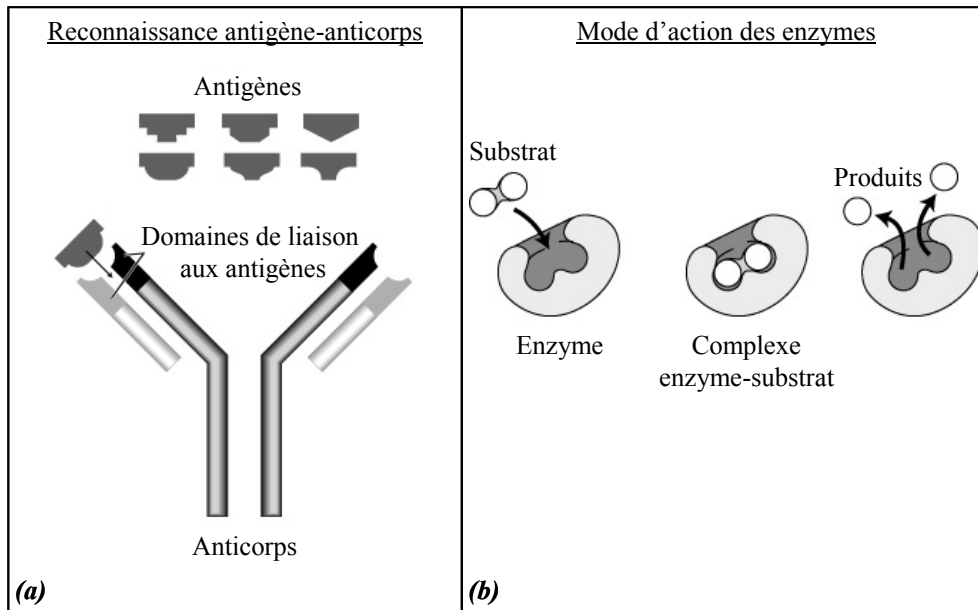 Reconnaissance antigène-anticorps
Antigènes
Domaines de liaison
aux antigènes
Anticorps
(a)
Mode d’action des enzymes
Substrat
Produits
Enzyme
Complexe
enzyme-substrat
(b)